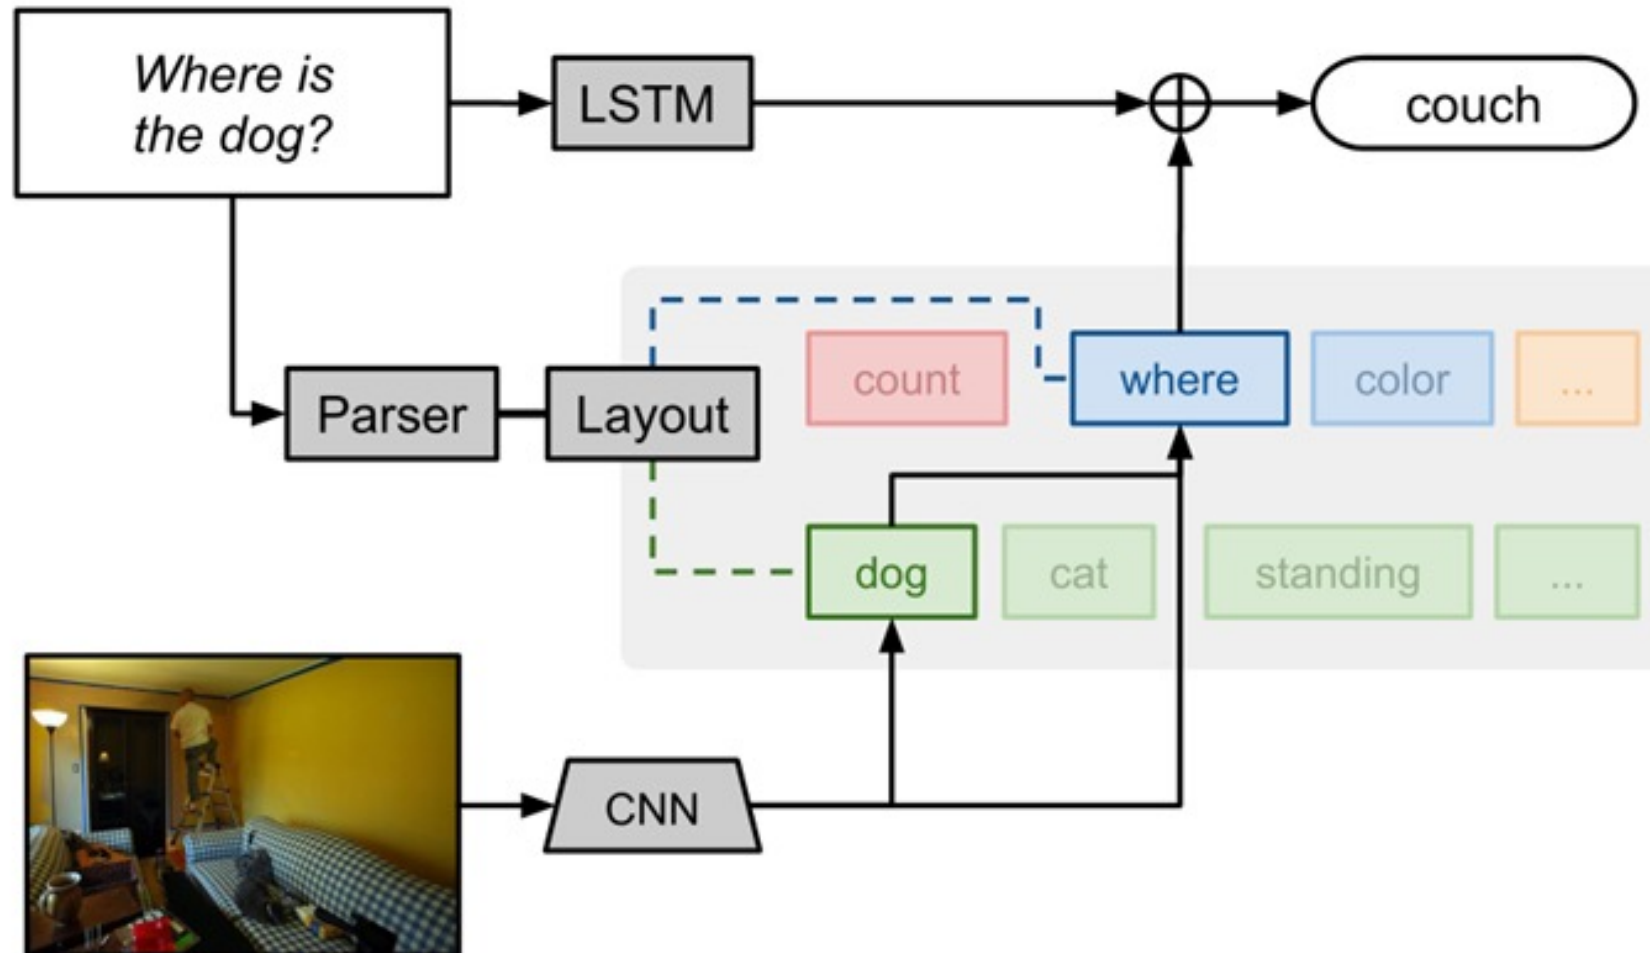 Where is
the dog?
LSTM
couch
Parser
Layout
count
where
color
...
dog
cat
standing
...
CNN